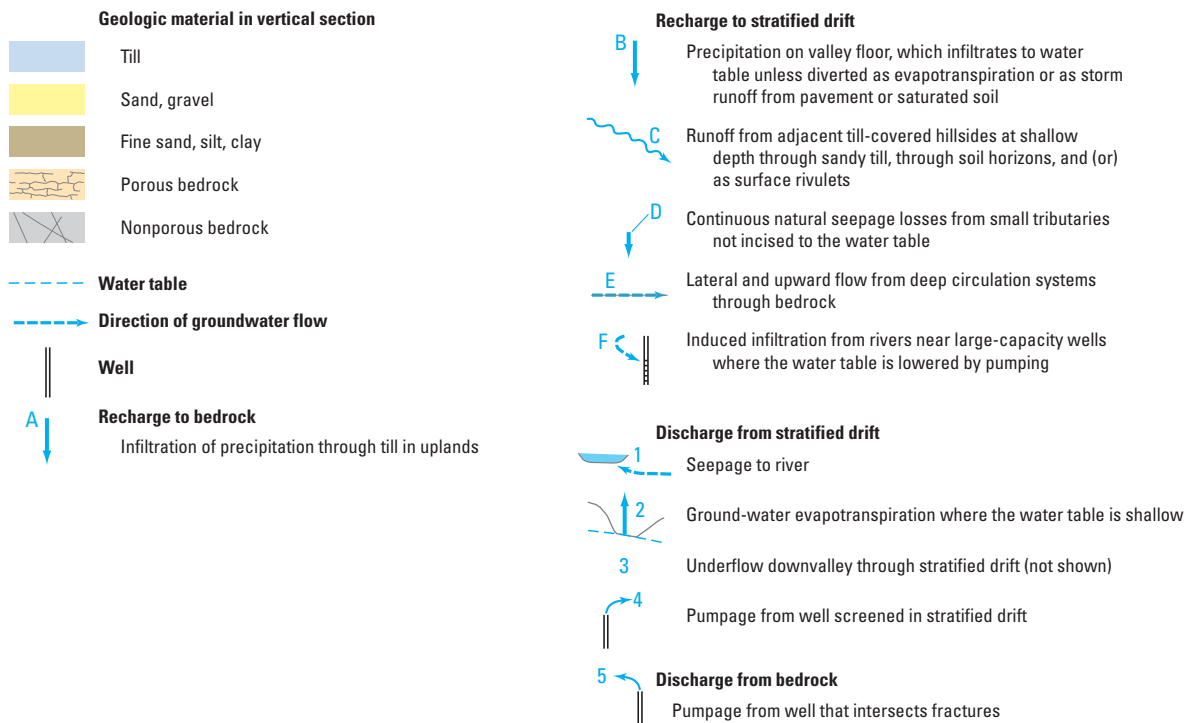 Geologic material in vertical section
Till
Sand, gravel
Fine sand, silt, clay
Porous bedrock
Nonporous bedrock
Water table
Direction of groundwater flow
Well
A
Recharge to bedrock
Infiltration of precipitation through till in uplands
Recharge to stratified drift
B
Precipitation on valley floor, which infiltrates to water
table unless diverted as evapotranspiration or as storm
runoff from pavement or saturated soil
C
Runoff from adjacent till-covered hillsides at shallow
depth through sandy till, through soil horizons, and (or)
as surface rivulets
D
Continuous natural seepage losses from small tributaries
not incised to the water table
E
Lateral and upward flow from deep circulation systems
through bedrock
F
Induced infiltration from rivers near large-capacity wells
where the water table is lowered by pumping
Discharge from stratified drift
1
Seepage to river
2
Ground-water evapotranspiration where the water table is shallow
3
Underflow downvalley through stratified drift (not shown)
4
Pumpage from well screened in stratified drift
5
Discharge from bedrock
Pumpage from well that intersects fractures